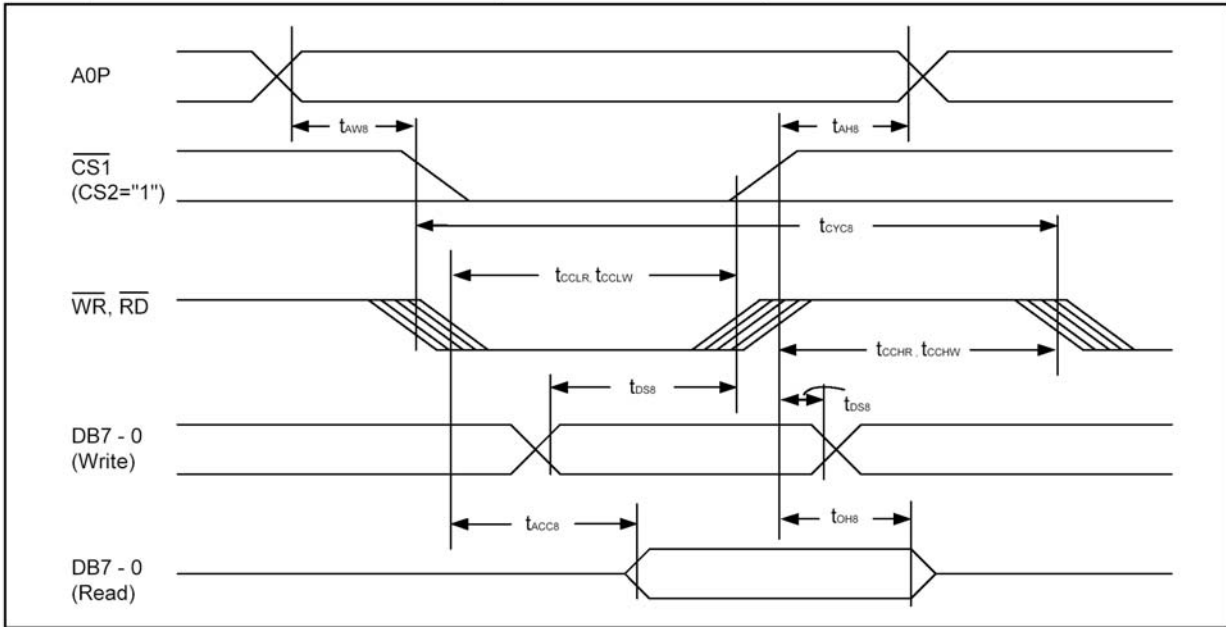 A0P
tAW8
tAH8
CS1
(CS2="1")
tCYC8
tCCLR, tCCLW
WR, RD
tCCHR, tCCHW
tDS8
tDS8
DB7 - 0
(Write)
tACC8
tOH8
DB7 - 0
(Read)